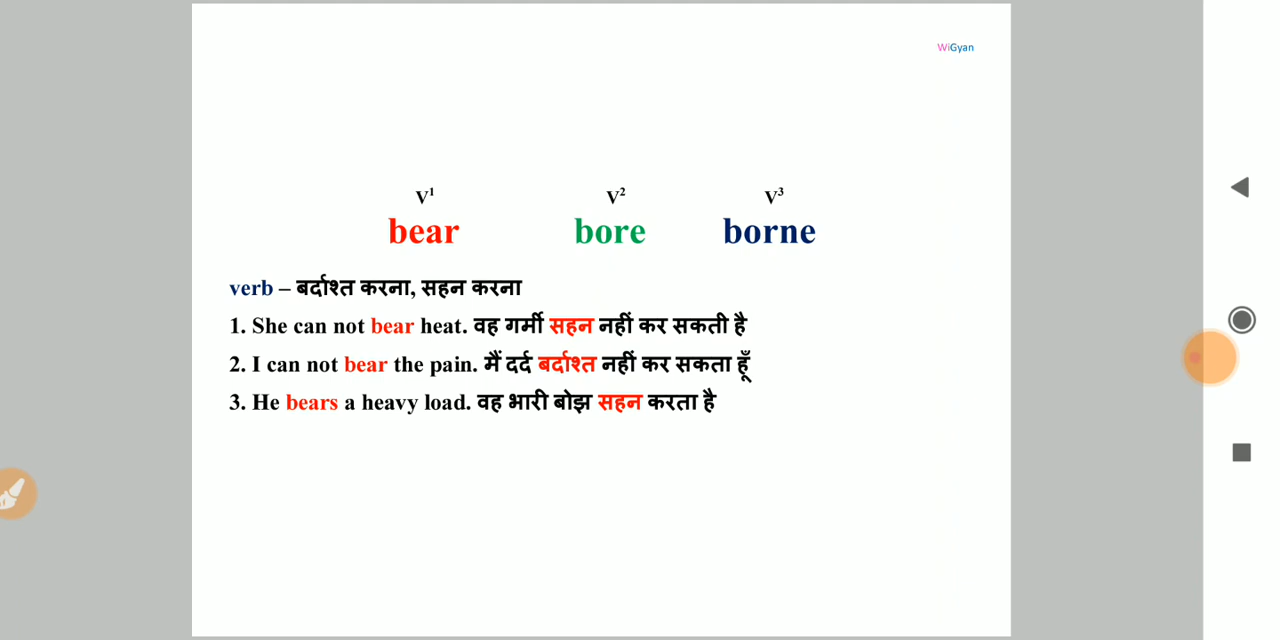 WiGyan
V¹ V² V³
bear bore borne
verb – बर्दाश्त करना, सहन करना
1. She can not bear heat. वह गर्मी सहन नहीं कर सकती है
2. I can not bear the pain. मैं दर्द बर्दाश्त नहीं कर सकता हूँ
3. He bears a heavy load. वह भारी बोझ सहन करता है